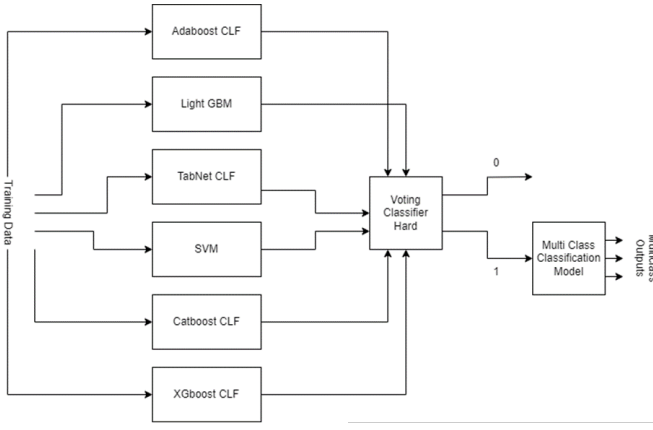 Adaboost CLF
Light GBM
TabNet CLF
SVM
Catboost CLF
XGboost CLF
Training Data
Voting
Classifier
Hard
0
1
Multi Class
Classification
Model
Outputs